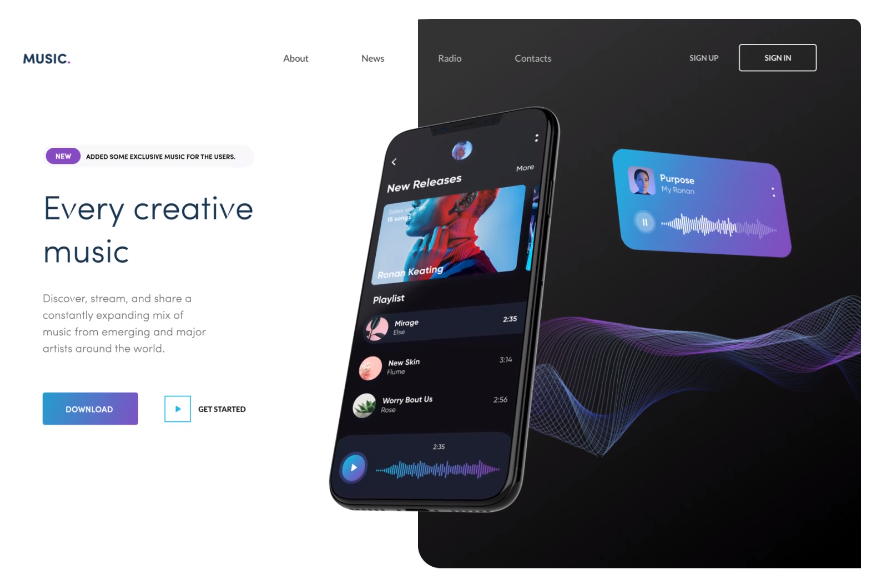 MUSIC.
About
News
Radio
Contacts
SIGN UP
SIGN IN
NEW
ADDED SOME EXCLUSIVE MUSIC FOR THE USERS.
Every creative
music
Discover, stream, and share a
constantly expanding mix of
music from emerging and major
artists around the world.
DOWNLOAD
GET STARTED
New Releases
More
18 songs
Ronan Keating
Playlist
Mirage
Else
2:35
New Skin
Flume
3:14
Worry Bout Us
Rose
2:56
2:35
Purpose
My Ronan